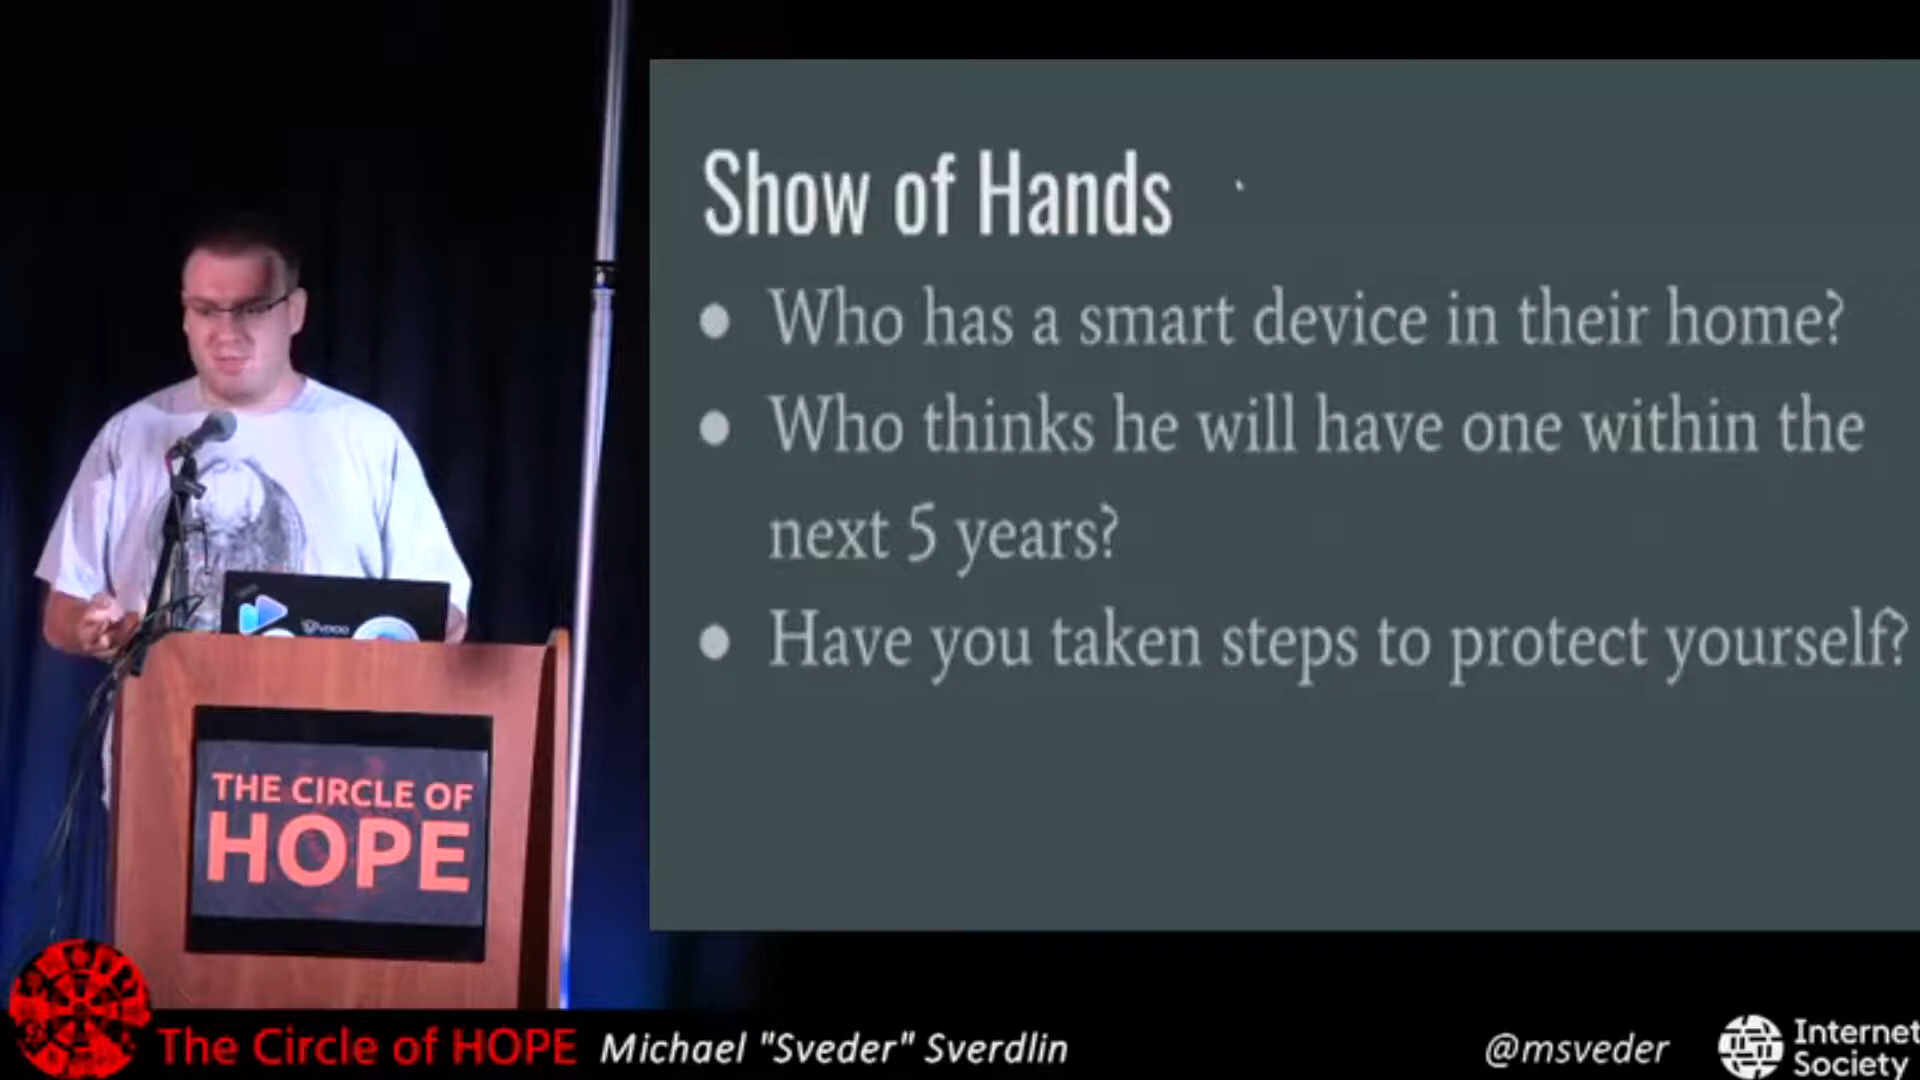 Show of Hands
● Who has a smart device in their home?
● Who thinks he will have one within the
next 5 years?
● Have you taken steps to protect yourself?
THE CIRCLE OF
HOPE
The Circle of HOPE Michael "Sveder" Sverdlin @msveder Internet
Society